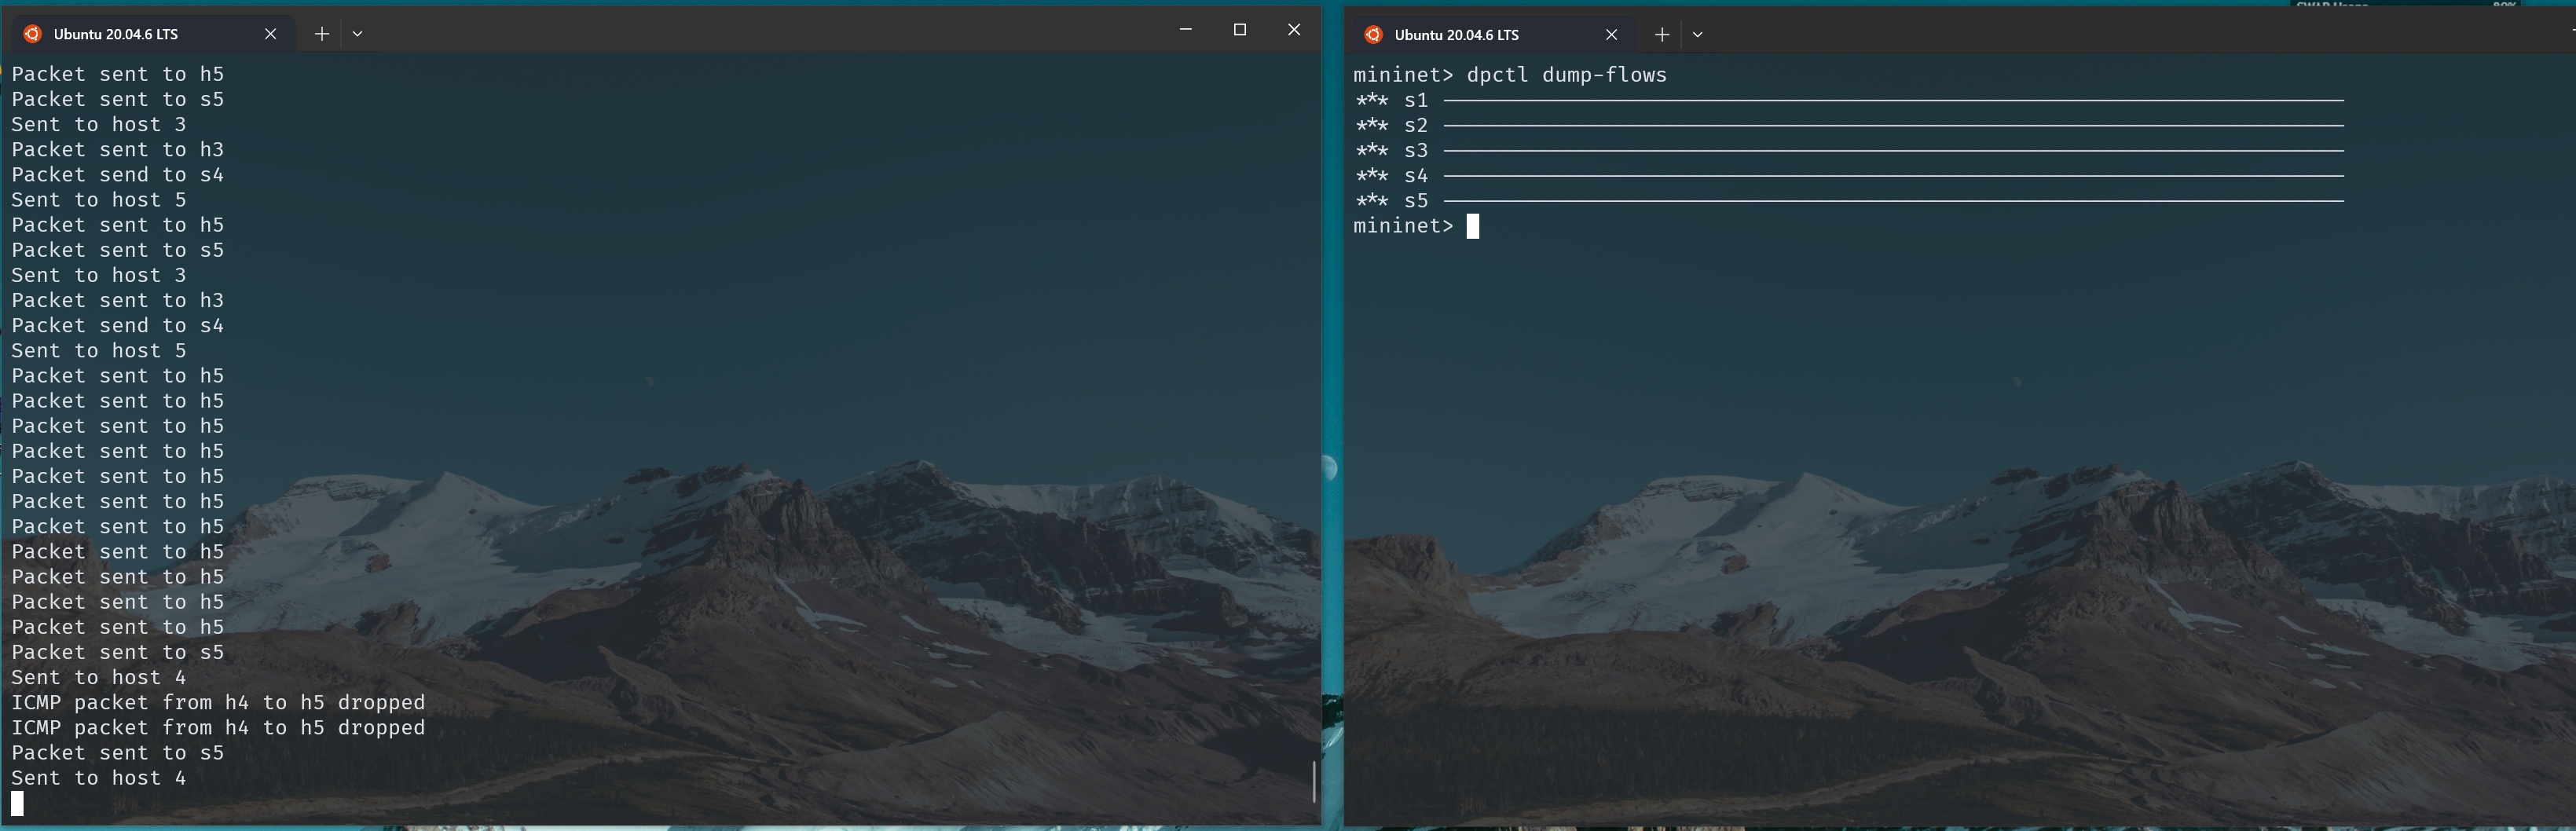 Ubuntu 20.04.6 LTS
Packet sent to h5
Packet sent to s5
Sent to host 3
Packet sent to h3
Packet send to s4
Sent to host 5
Packet sent to h5
Packet sent to s5
Sent to host 3
Packet sent to h3
Packet send to s4
Sent to host 5
Packet sent to h5
Packet sent to h5
Packet sent to h5
Packet sent to h5
Packet sent to h5
Packet sent to h5
Packet sent to h5
Packet sent to h5
Packet sent to h5
Packet sent to h5
Packet sent to h5
Packet sent to s5
Sent to host 4
ICMP packet from h4 to h5 dropped
ICMP packet from h4 to h5 dropped
Packet sent to s5
Sent to host 4
Ubuntu 20.04.6 LTS
mininet> dpctl dump-flows
*** s1
*** s2
*** s3
*** s4
*** s5
mininet>